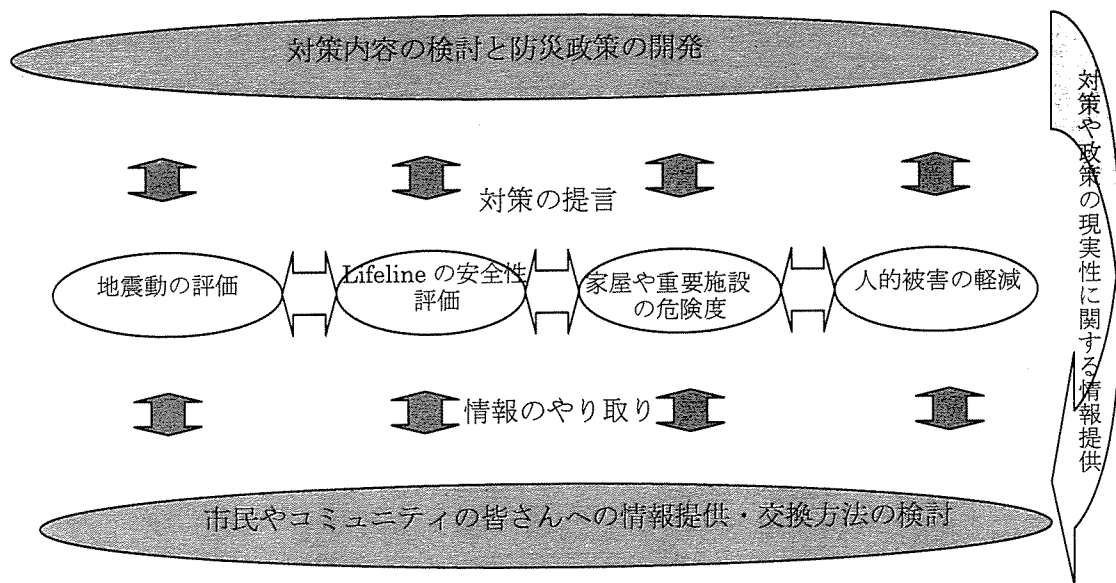 対策内容の検討と防災政策の開発
対策の提言
地震動の評価
Lifeline の安全性
評価
家屋や重要施設
の危険度
人的被害の軽減
情報のやり取り
市民やコミュニティの皆さんへの情報提供・交換方法の検討
対策や政策の現実性に関する情報提供